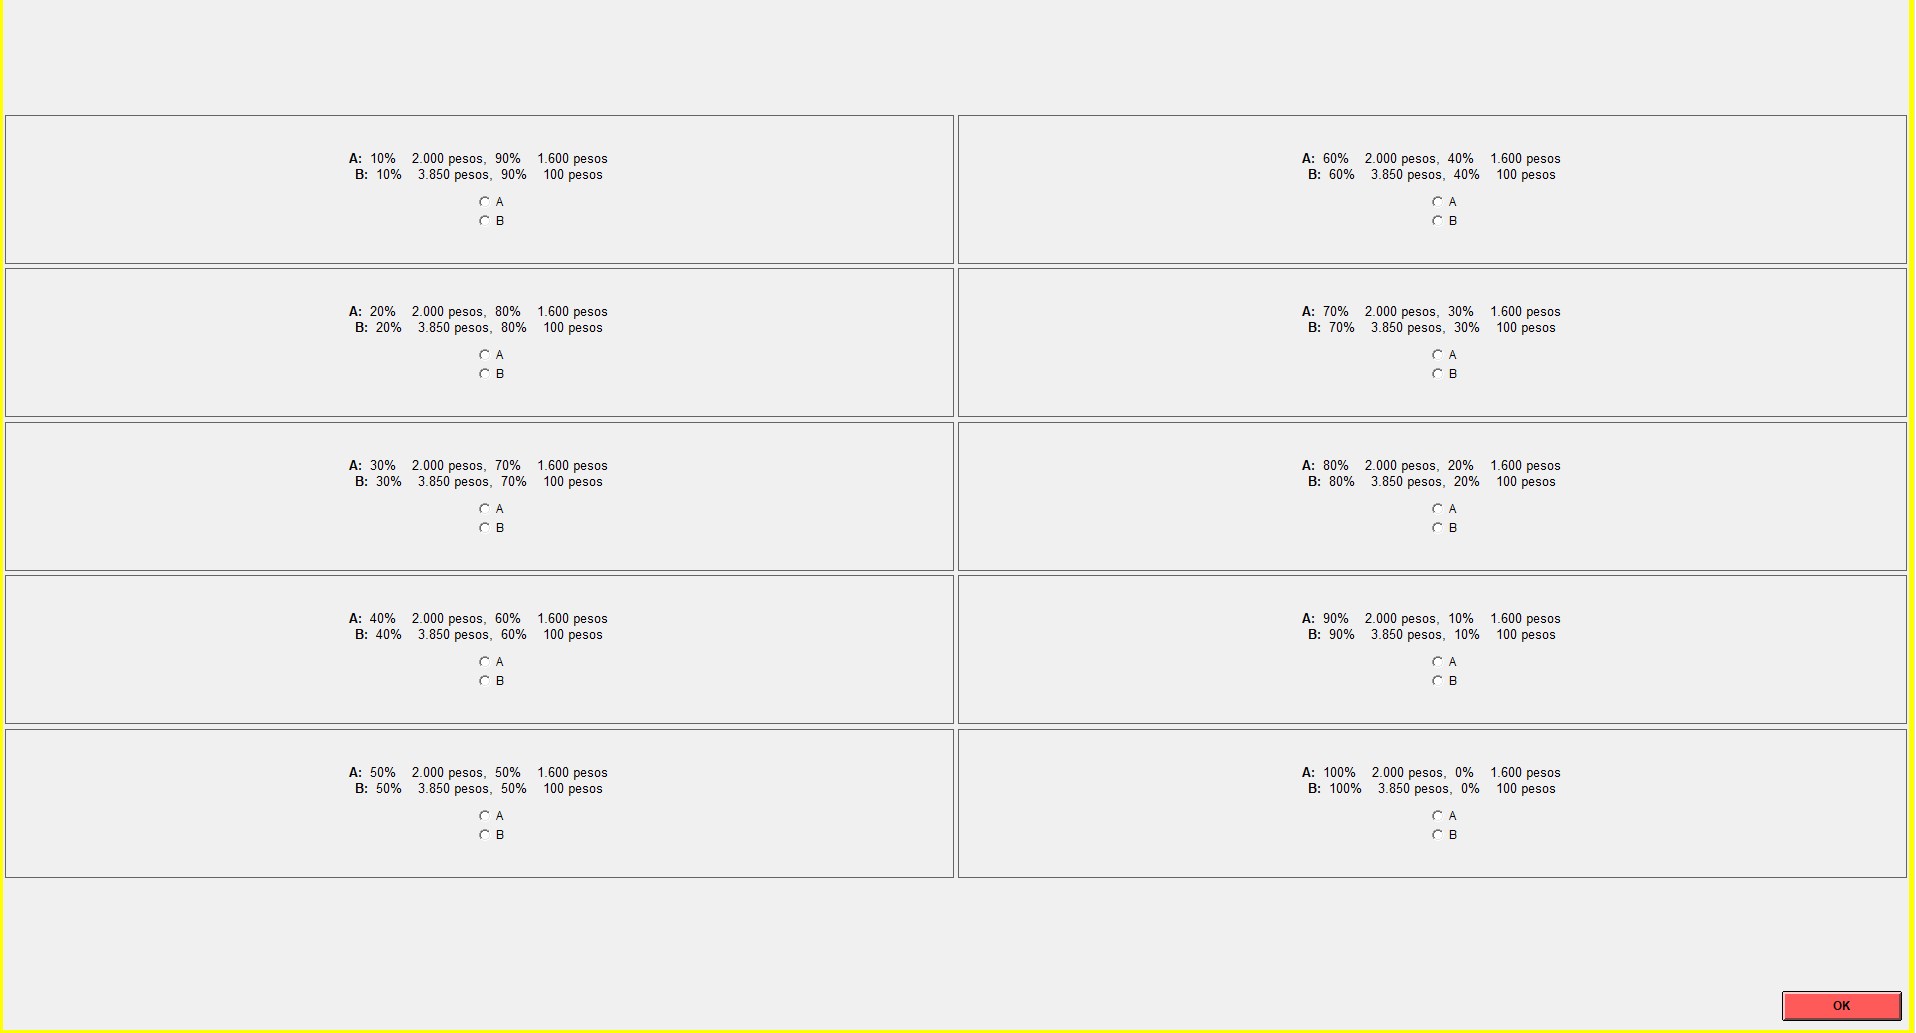 A: 10% 2.000 pesos, 90% 1.600 pesos
B: 10% 3.850 pesos, 90% 100 pesos
A
B
A: 20% 2.000 pesos, 80% 1.600 pesos
B: 20% 3.850 pesos, 80% 100 pesos
A
B
A: 30% 2.000 pesos, 70% 1.600 pesos
B: 30% 3.850 pesos, 70% 100 pesos
A
B
A: 40% 2.000 pesos, 60% 1.600 pesos
B: 40% 3.850 pesos, 60% 100 pesos
A
B
A: 50% 2.000 pesos, 50% 1.600 pesos
B: 50% 3.850 pesos, 50% 100 pesos
A
B
A: 60% 2.000 pesos, 40% 1.600 pesos
B: 60% 3.850 pesos, 40% 100 pesos
A
B
A: 70% 2.000 pesos, 30% 1.600 pesos
B: 70% 3.850 pesos, 30% 100 pesos
A
B
A: 80% 2.000 pesos, 20% 1.600 pesos
B: 80% 3.850 pesos, 20% 100 pesos
A
B
A: 90% 2.000 pesos, 10% 1.600 pesos
B: 90% 3.850 pesos, 10% 100 pesos
A
B
A: 100% 2.000 pesos, 0% 1.600 pesos
B: 100% 3.850 pesos, 0% 100 pesos
A
B
OK